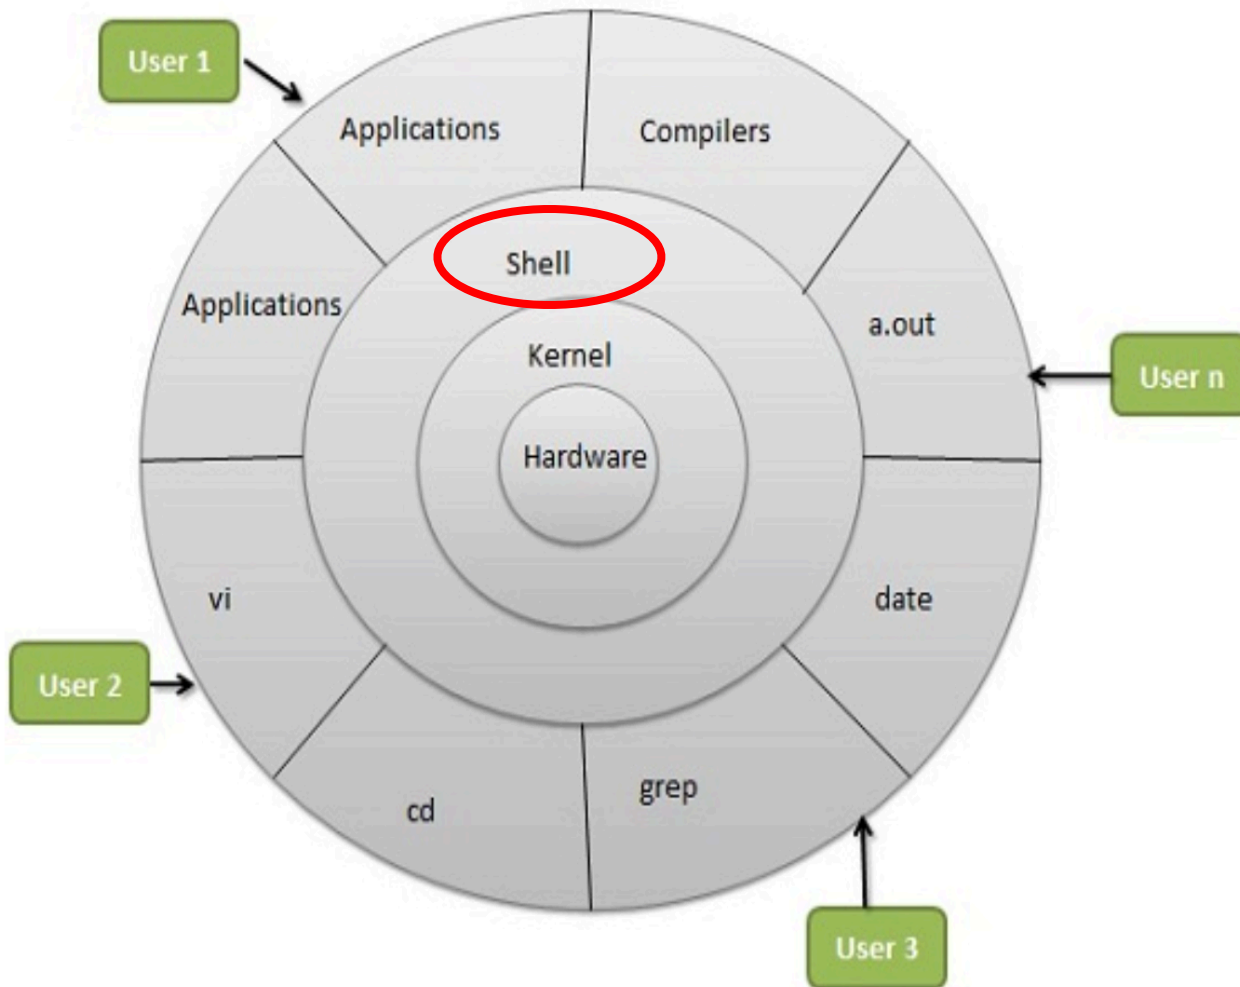 User 1
Applications
Compilers
Shell
Applications
a.out
Kernel
User n
Hardware
vi
date
User 2
cd
grep
User 3